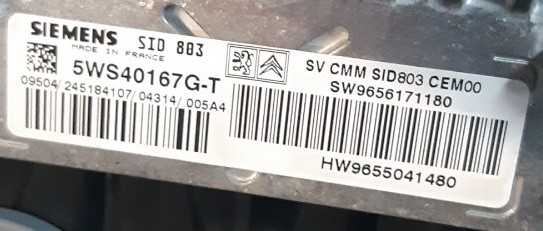 SIEMENS SID 803
MADE IN FRANCE
5WS40167G-T
09504/245184107/04314/005A4
SV CMM SID803 CEM00
SW9656171180
HW9655041480